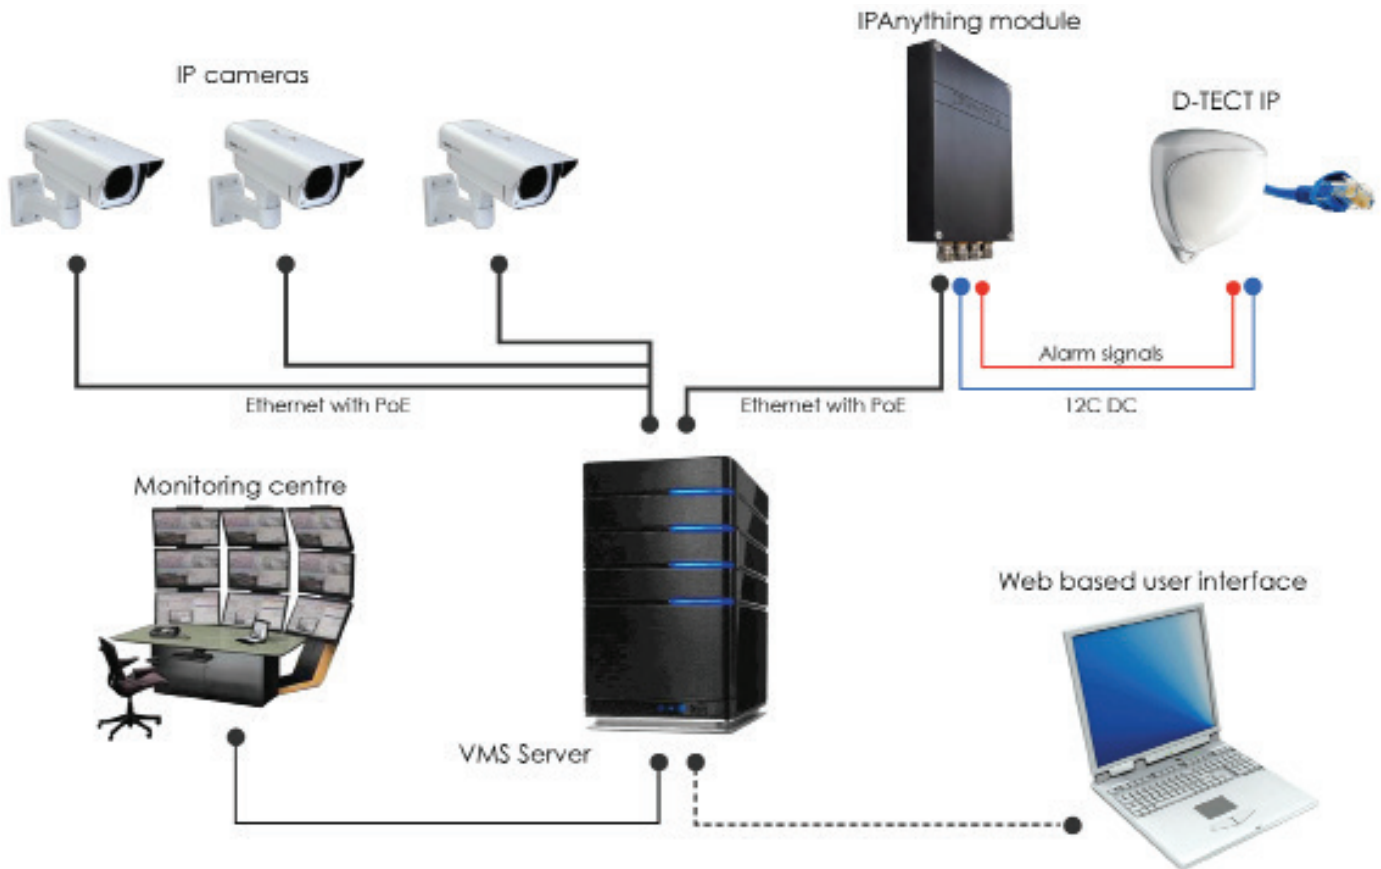 IPAnything module
IP cameras
D-TECT IP
Alarm signals
Ethernet with PoE
Ethernet with PoE
12C DC
Monitoring centre
Web based user interface
VMS Server